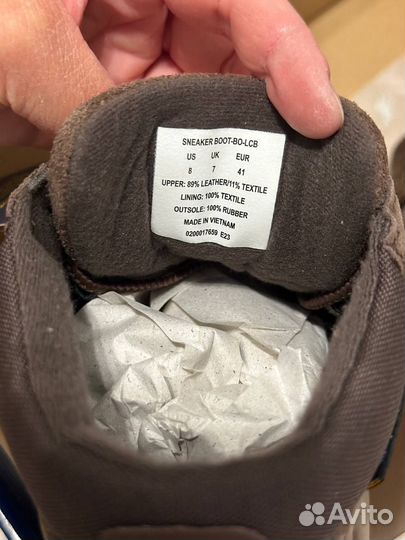 SNEAKER BOOT-BO-LCB
US UK EUR
8 7 41
UPPER: 89% LEATHER/11% TEXTILE
LINING: 100% TEXTILE
OUTSOLE: 100% RUBBER
MADE IN VIETNAM
0200017659 E23
Avito